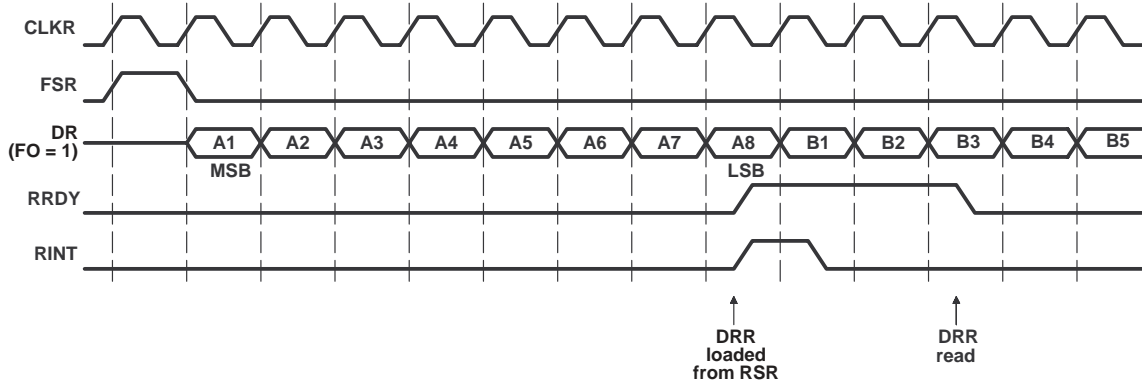 CLKR
FSR
DR
(FO = 1)
A1 A2 A3 A4 A5 A6 A7 A8 B1 B2 B3 B4 B5
MSB LSB
RRDY
RINT
DRR
loaded
from RSR
DRR
read